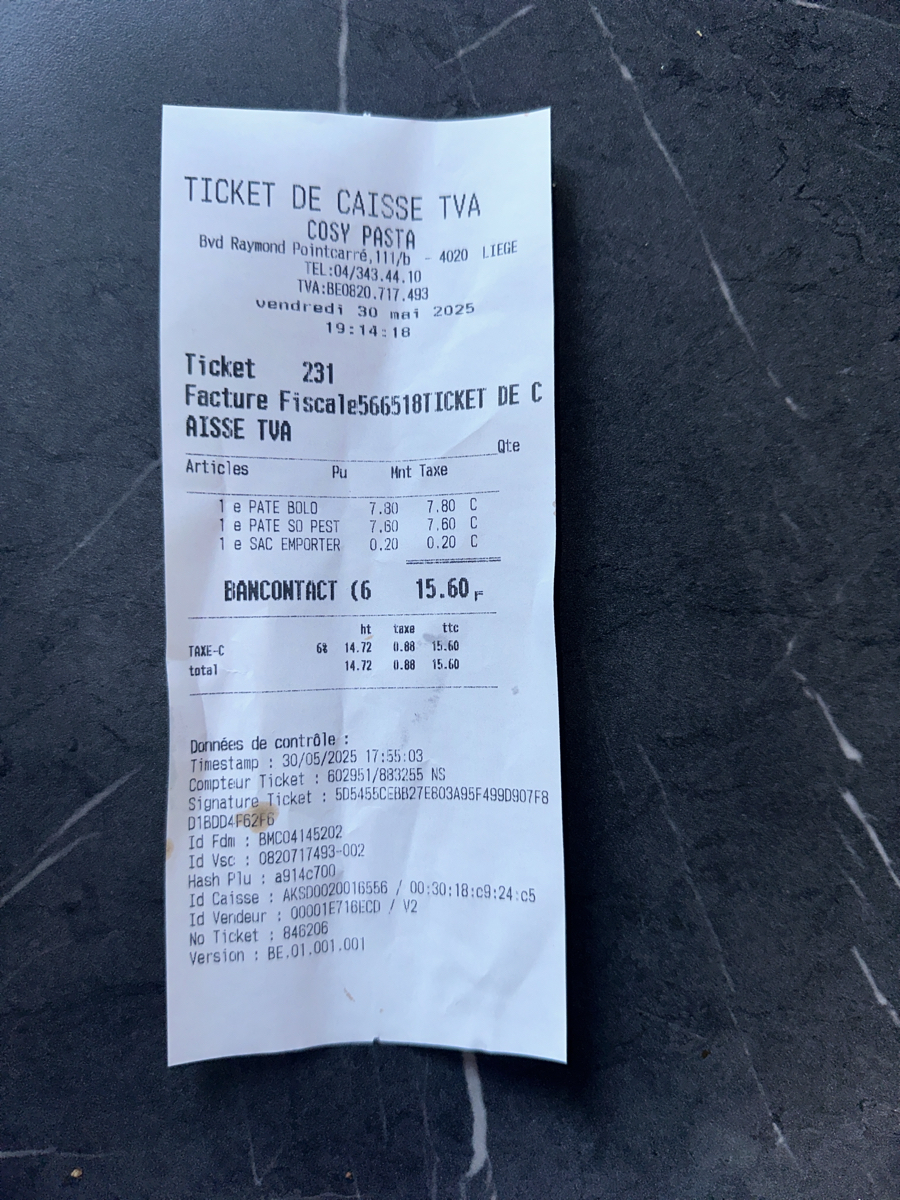 TICKET DE CAISSE TVA
COSY PASTA
Bvd Raymond Pointcarré,111/b - 4020 LIEGE
TEL:04/343.44.10
TVA:BE0820.717.493
vendredi 30 mai 2025
19:14:18
Ticket 231
Facture Fiscale566518TICKET DE C
AISSE TVA
Qte
Articles Pu Mnt Taxe
1 e PATE BOLO 7.80 7.80 C
1 e PATE SO PEST 7.60 7.60 C
1 e SAC EMPORTER 0.20 0.20 C
BANCONTACT (6 15.60
ht taxe ttc
TAXE-C 6% 14.72 0.88 15.60
total 14.72 0.88 15.60
Données de contrôle :
Timestamp : 30/05/2025 17:55:03
Compteur Ticket : 602951/883255 NS
Signature Ticket : 5D5455CEBB27E803A95F499D907F8
D1BDD4F62F6
Id Fdm : BMC04145202
Id Vsc : 0820717493-002
Hash Plu : a914c700
Id Caisse : AKSD0020016556 / 00:30:18:c9:24:c5
Id Vendeur : 00001E716ECD / V2
No Ticket : 846206
Version : BE.01.001.001